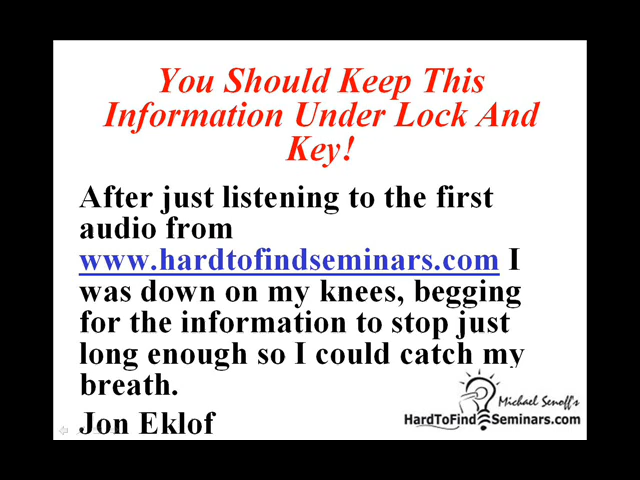 You Should Keep This
Information Under Lock And
Key!
After just listening to the first
audio from
www.hardtofindseminars.com I
was down on my knees, begging
for the information to stop just
long enough so I could catch my
breath.
Jon Eklof
Michael Senoff's
HardToFindSeminars.com